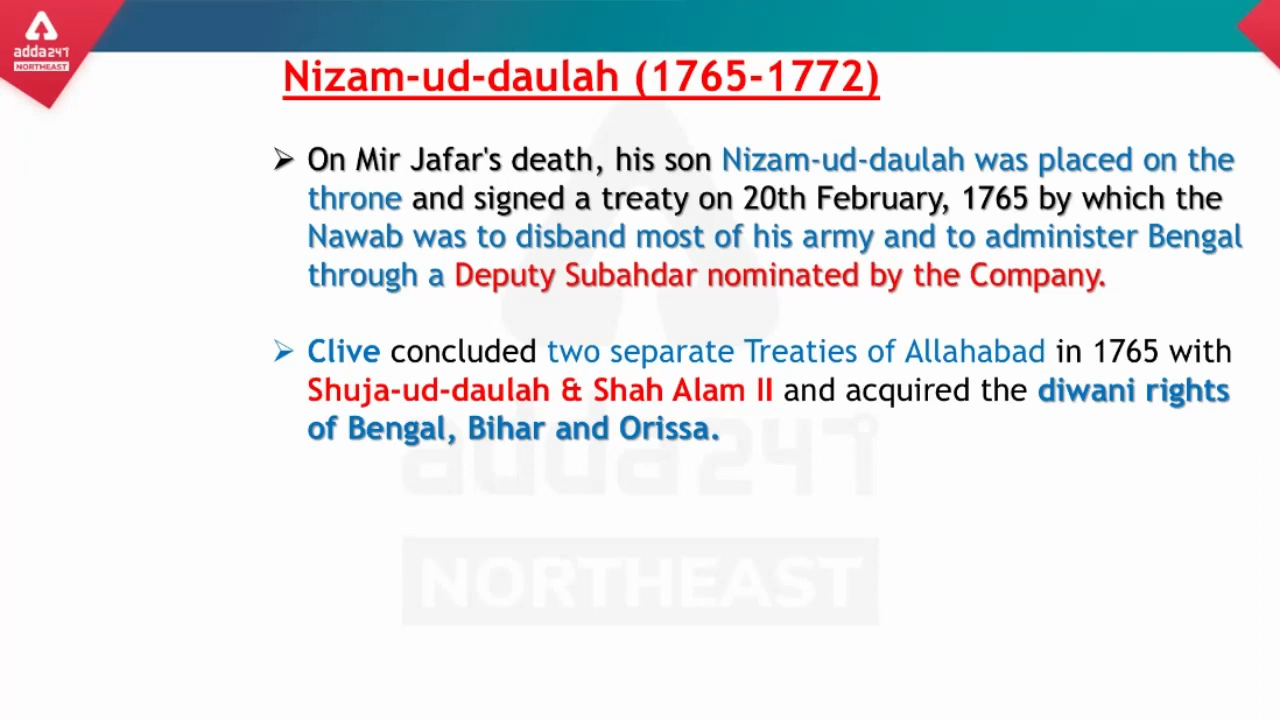 adda247
NORTHEAST
Nizam-ud-daulah (1765-1772)
➢ On Mir Jafar's death, his son Nizam-ud-daulah was placed on the
throne and signed a treaty on 20th February, 1765 by which the
Nawab was to disband most of his army and to administer Bengal
through a Deputy Subahdar nominated by the Company.
➢ Clive concluded two separate Treaties of Allahabad in 1765 with
Shuja-ud-daulah & Shah Alam II and acquired the diwani rights
of Bengal, Bihar and Orissa.
adda247
NORTHEAST